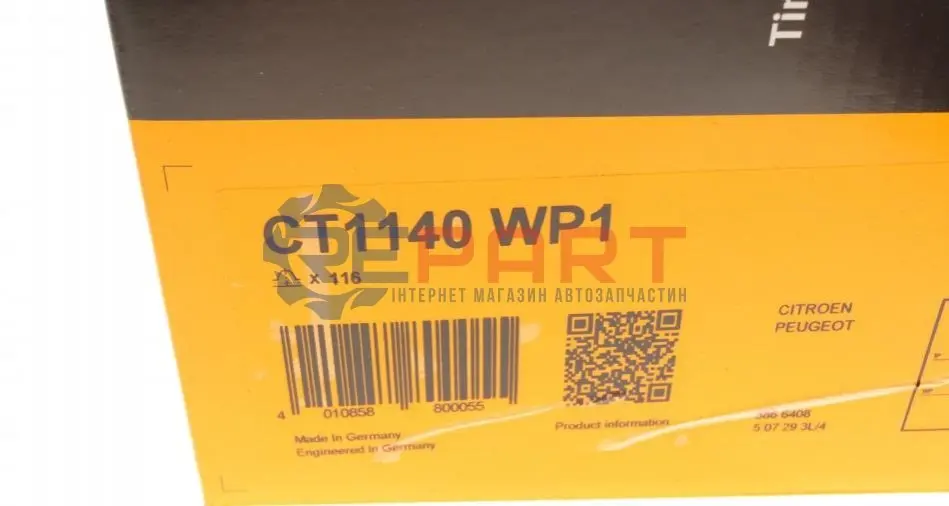 Tir
CT1140 WP1
x 116
PART
ІНТЕРНЕТ МАГАЗИН АВТОЗАПЧАСТИН
CITROEN
PEUGEOT
4 010858 800055
Product information
5 07 29 3L/4
Made In Germany
Engineered In Germany